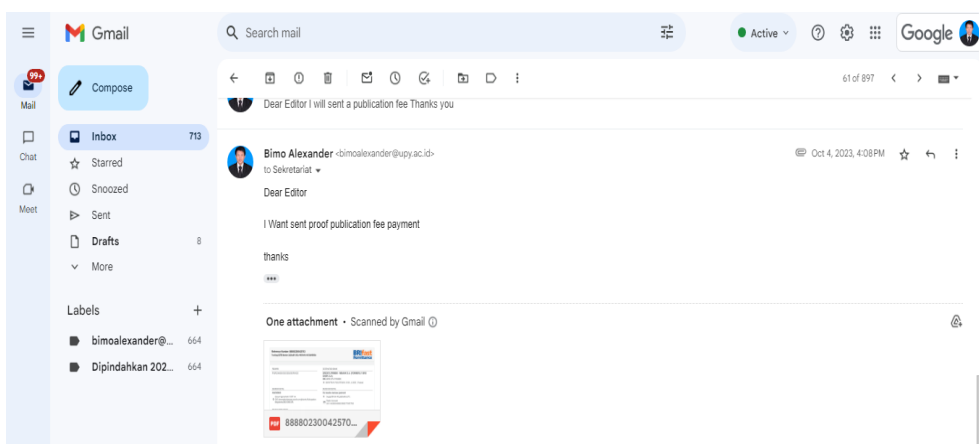 Gmail
Search mail
Active
Google
99+
Mail
Chat
Meet
Compose
Inbox 713
Starred
Snoozed
Sent
Drafts 8
More
Labels +
bimoalexander@... 664
Dipindahkan 202... 664
61 of 897
Dear Editor I will sent a publication fee Thanks you
Bimo Alexander <bimoalexander@upy.ac.id>
Oct 4, 2023, 4:08 PM
to Sekretariat
Dear Editor
I Want sent proof publication fee payment
thanks
One attachment • Scanned by Gmail
PDF 88880230042570...